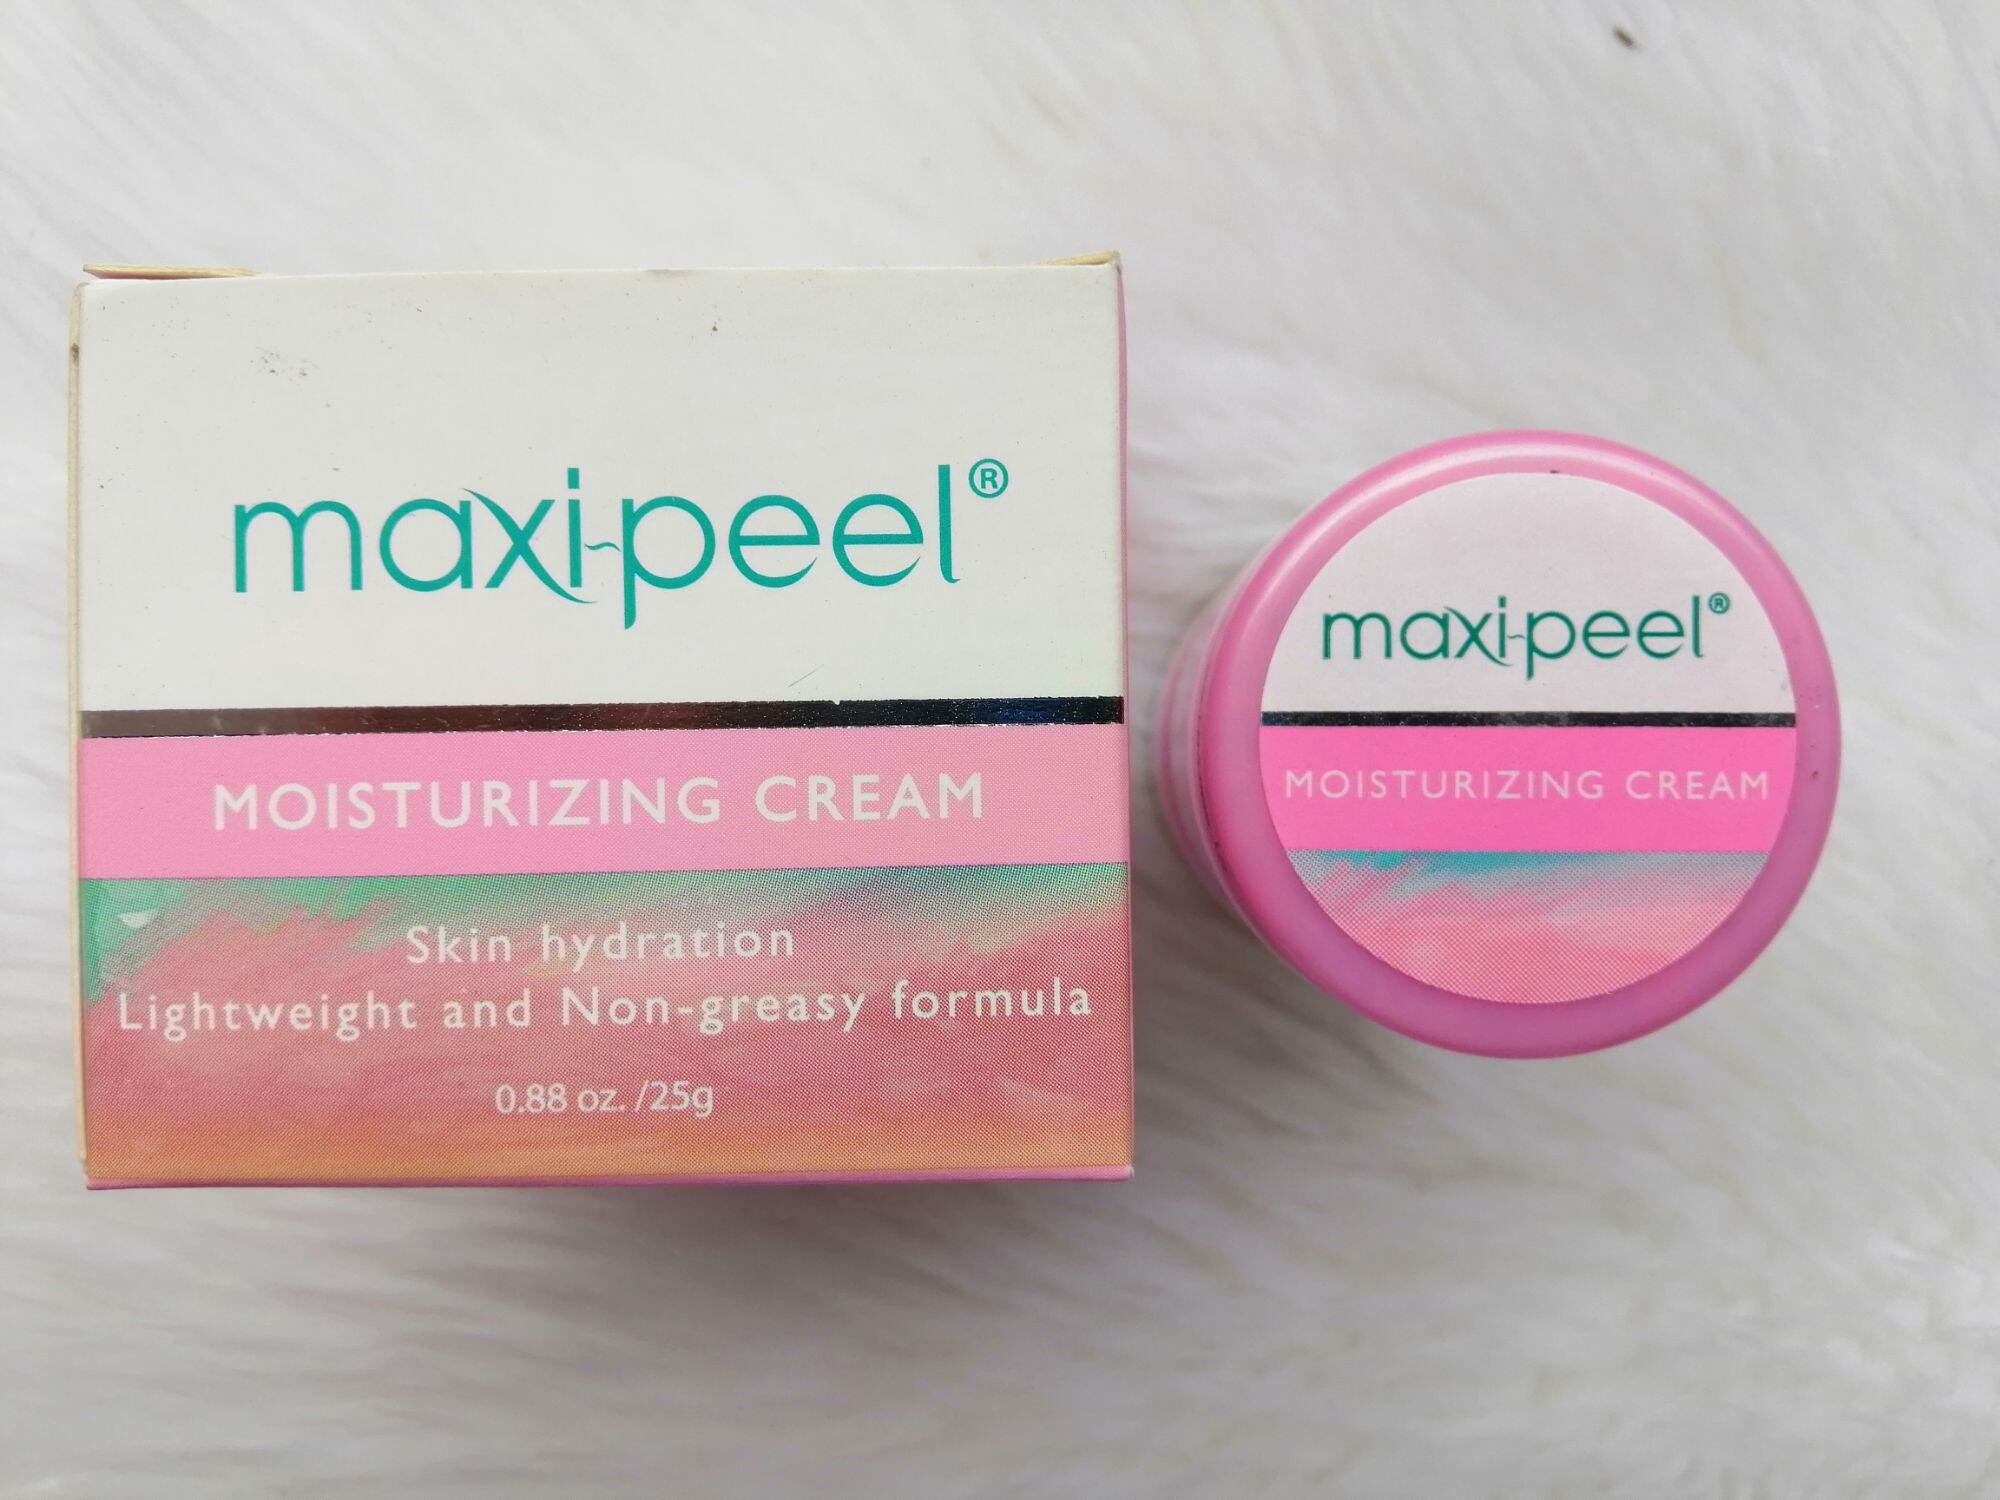 maxi-peel®
MOISTURIZING CREAM
Skin hydration
Lightweight and Non-greasy formula
0.88 oz. /25g
maxi-peel®
MOISTURIZING CREAM